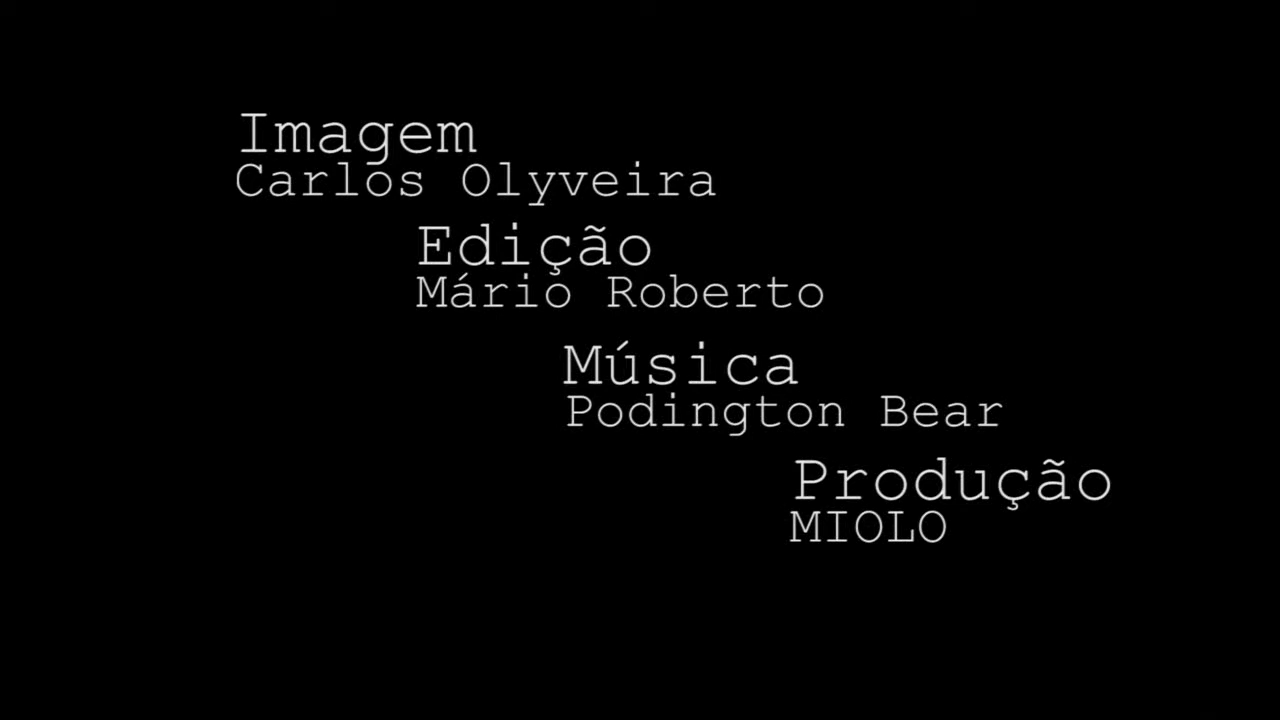 Imagem
Carlos Olyveira
Edição
Mário Roberto
Música
Podington Bear
Produção
MIOLO